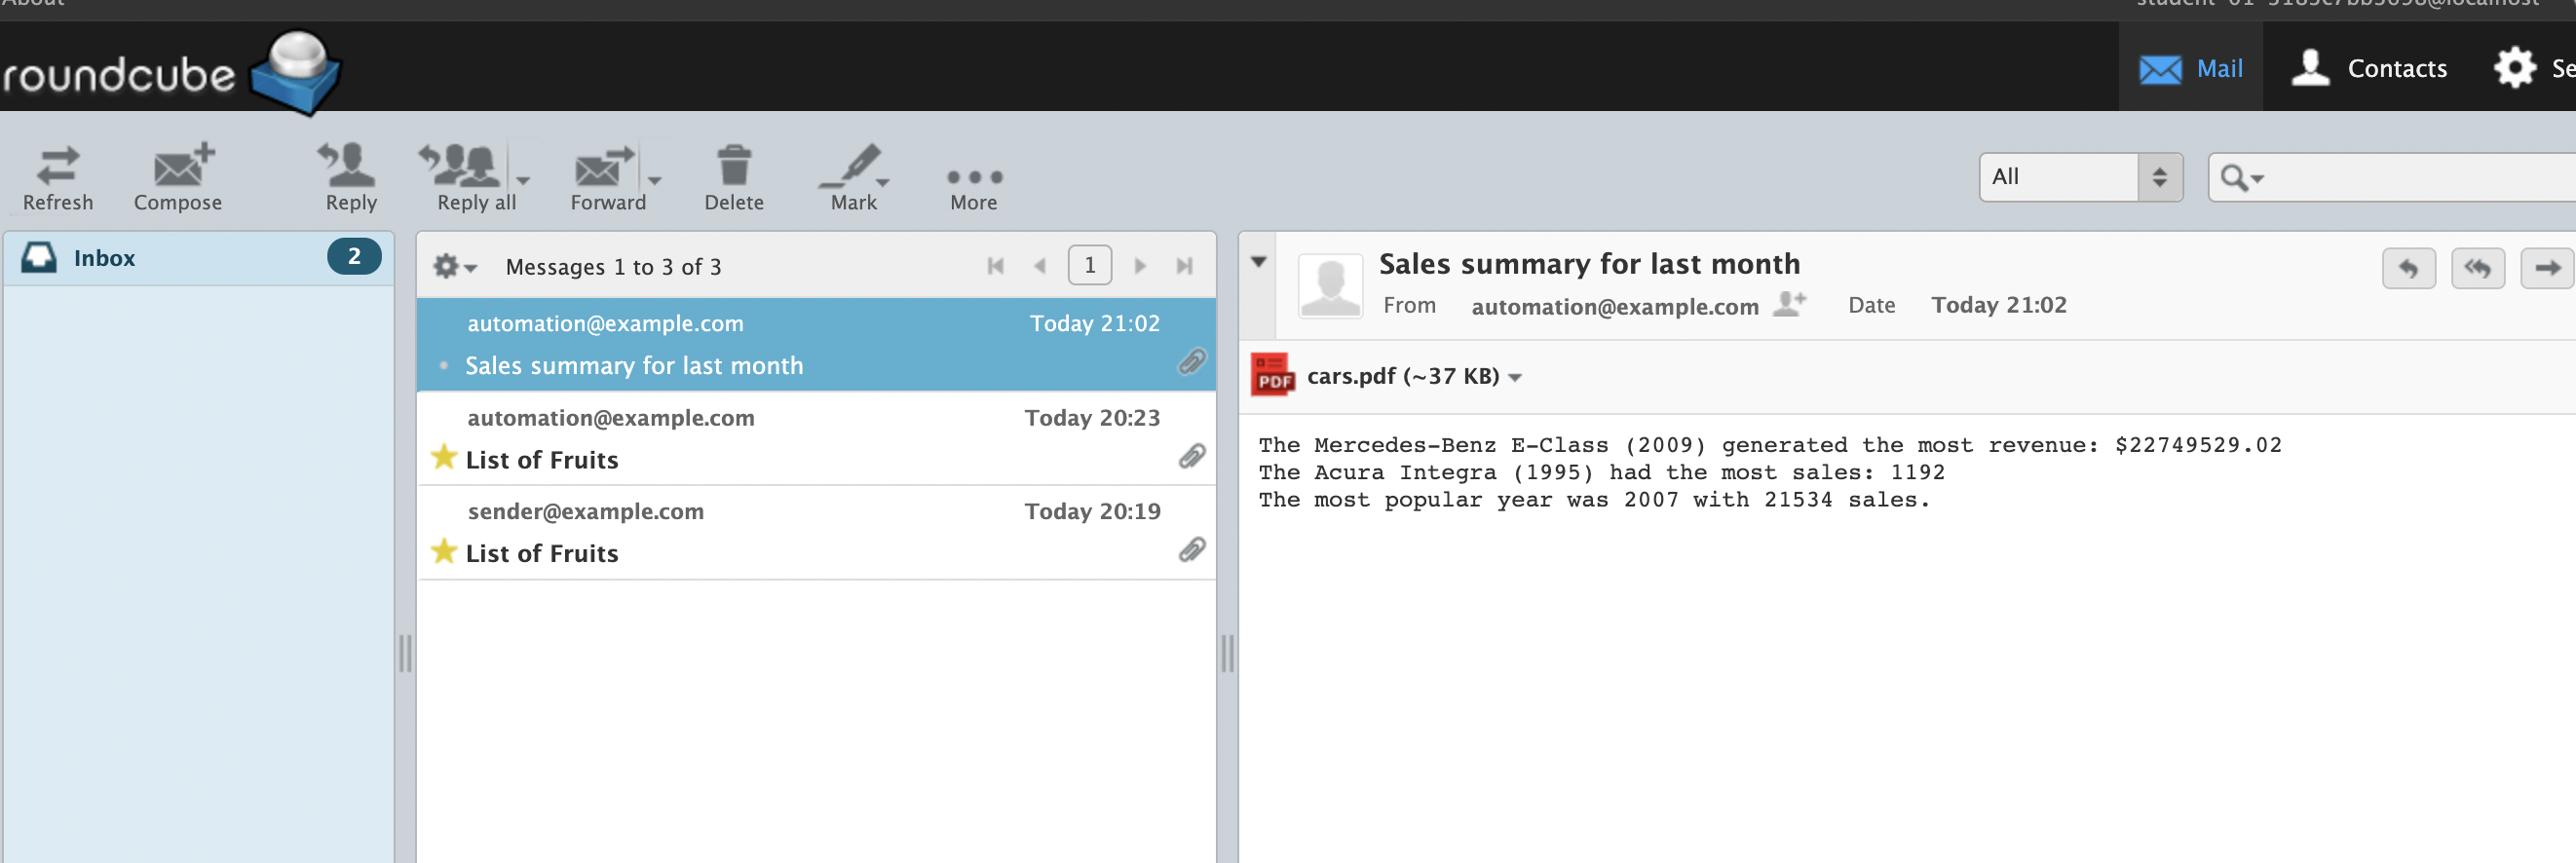 About
student-01-3185c7bb3698@localhost
roundcube
Mail
Contacts
Refresh
Compose
Reply
Reply all
Forward
Delete
Mark
More
All
Inbox
2
Messages 1 to 3 of 3
1
automation@example.com
Today 21:02
Sales summary for last month
automation@example.com
Today 20:23
List of Fruits
sender@example.com
Today 20:19
List of Fruits
Sales summary for last month
From automation@example.com Date Today 21:02
PDF
cars.pdf (~37 KB)
The Mercedes-Benz E-Class (2009) generated the most revenue: $22749529.02
The Acura Integra (1995) had the most sales: 1192
The most popular year was 2007 with 21534 sales.